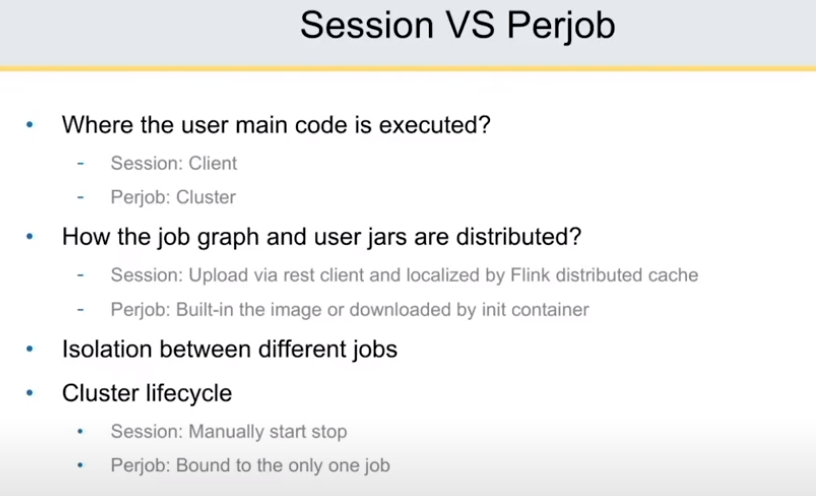 Session VS Perjob
• Where the user main code is executed?
- Session: Client
- Perjob: Cluster
• How the job graph and user jars are distributed?
- Session: Upload via rest client and localized by Flink distributed cache
- Perjob: Built-in the image or downloaded by init container
• Isolation between different jobs
• Cluster lifecycle
• Session: Manually start stop
• Perjob: Bound to the only one job